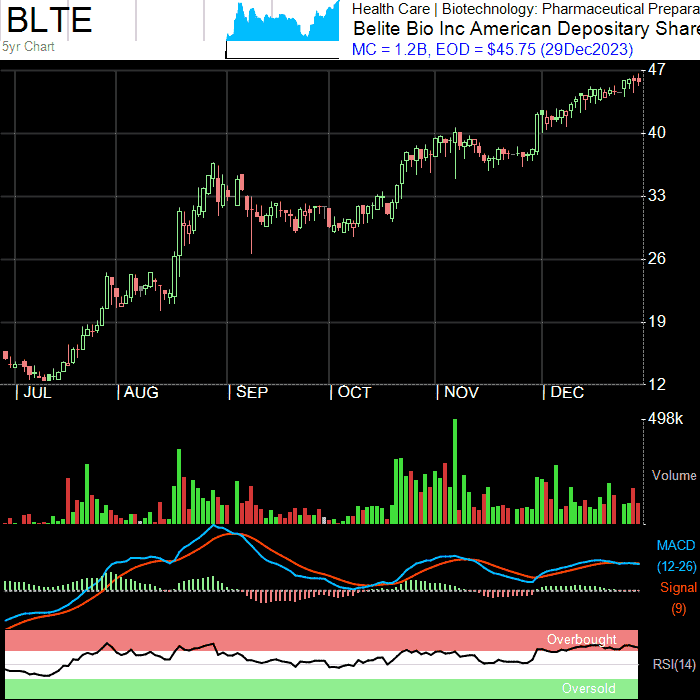 BLTE
5yr Chart
Health Care | Biotechnology: Pharmaceutical Prepara
Belite Bio Inc American Depositary Share
MC = 1.2B, EOD = $45.75 (29Dec2023)
47
40
33
26
19
12
| JUL | AUG | SEP | OCT | NOV | DEC
498k
Volume
MACD
(12-26)
Signal
(9)
Overbought
RSI(14)
Oversold